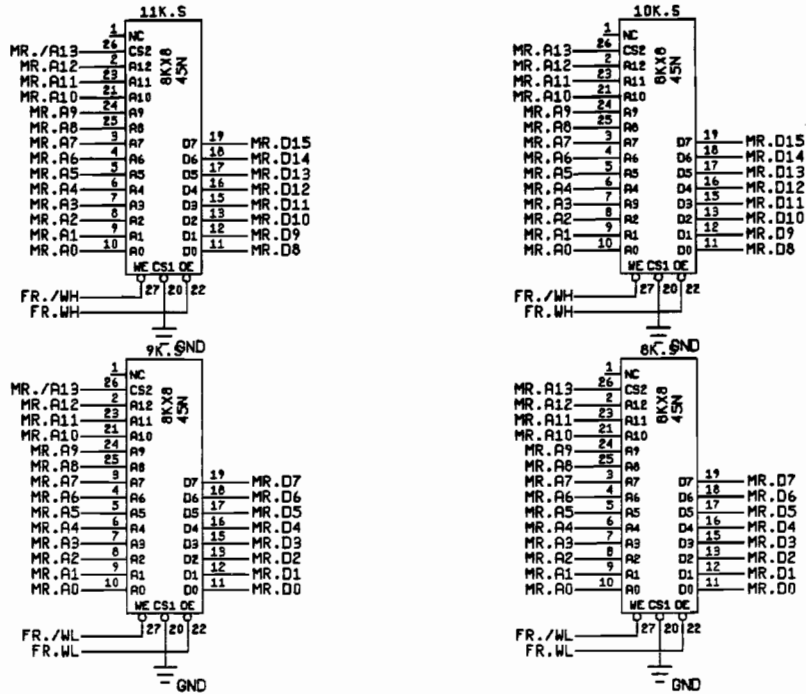 11K.S
1 NC
MR./A13 26 CS2
MR.A12 2 A12
MR.A11 23 A11
MR.A10 21 A10
MR.A9 24 A9
MR.A8 25 A8
MR.A7 3 A7
MR.A6 4 A6
MR.A5 5 A5
MR.A4 6 A4
MR.A3 7 A3
MR.A2 8 A2
MR.A1 9 A1
MR.A0 10 A0
8KX8
45N
D7 19 MR.D15
D6 18 MR.D14
D5 17 MR.D13
D4 16 MR.D12
D3 15 MR.D11
D2 13 MR.D10
D1 12 MR.D9
D0 11 MR.D8
WE CS1 OE
27 20 22
FR./WH
FR.WH
GND
10K.S
1 NC
MR.A13 26 CS2
MR.A12 2 A12
MR.A11 23 A11
MR.A10 21 A10
MR.A9 24 A9
MR.A8 25 A8
MR.A7 3 A7
MR.A6 4 A6
MR.A5 5 A5
MR.A4 6 A4
MR.A3 7 A3
MR.A2 8 A2
MR.A1 9 A1
MR.A0 10 A0
8KX8
45N
D7 19 MR.D15
D6 18 MR.D14
D5 17 MR.D13
D4 16 MR.D12
D3 15 MR.D11
D2 13 MR.D10
D1 12 MR.D9
D0 11 MR.D8
WE CS1 OE
27 20 22
FR./WH
FR.WH
GND
9K.S
1 NC
MR./A13 26 CS2
MR.A12 2 A12
MR.A11 23 A11
MR.A10 21 A10
MR.A9 24 A9
MR.A8 25 A8
MR.A7 3 A7
MR.A6 4 A6
MR.A5 5 A5
MR.A4 6 A4
MR.A3 7 A3
MR.A2 8 A2
MR.A1 9 A1
MR.A0 10 A0
8KX8
45N
D7 19 MR.D7
D6 18 MR.D6
D5 17 MR.D5
D4 16 MR.D4
D3 15 MR.D3
D2 13 MR.D2
D1 12 MR.D1
D0 11 MR.D0
WE CS1 OE
27 20 22
FR./WL
FR.WL
GND
8K.S
1 NC
MR.A13 26 CS2
MR.A12 2 A12
MR.A11 23 A11
MR.A10 21 A10
MR.A9 24 A9
MR.A8 25 A8
MR.A7 3 A7
MR.A6 4 A6
MR.A5 5 A5
MR.A4 6 A4
MR.A3 7 A3
MR.A2 8 A2
MR.A1 9 A1
MR.A0 10 A0
8KX8
45N
D7 19 MR.D7
D6 18 MR.D6
D5 17 MR.D5
D4 16 MR.D4
D3 15 MR.D3
D2 13 MR.D2
D1 12 MR.D1
D0 11 MR.D0
WE CS1 OE
27 20 22
FR./WL
FR.WL
GND